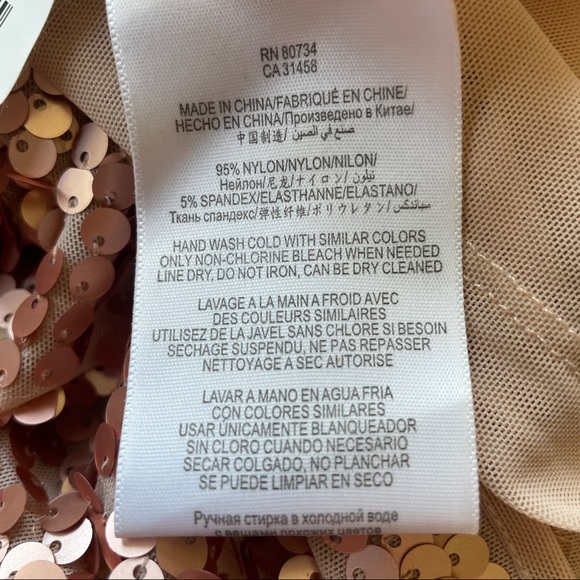 RN 80734
CA 31458
MADE IN CHINA/FABRIQUÉ EN CHINE/
HECHO EN CHINA/Произведено в Китае/
中国制造/صنع في الصين/
95% NYLON/NYLON/NILON/
Нейлон/尼龙/ナイロン/نيلون/
5% SPANDEX/ELASTHANNE/ELASTANO/
Ткань спандекс/弹性纤维/ポリウレタン/سباندكس/
HAND WASH COLD WITH SIMILAR COLORS
ONLY NON-CHLORINE BLEACH WHEN NEEDED
LINE DRY, DO NOT IRON, CAN BE DRY CLEANED
LAVAGE A LA MAIN A FROID AVEC
DES COULEURS SIMILAIRES
UTILISEZ DE LA JAVEL SANS CHLORE SI BESOIN
SECHAGE SUSPENDU, NE PAS REPASSER
NETTOYAGE A SEC AUTORISE
LAVAR A MANO EN AGUA FRIA
CON COLORES SIMILARES
USAR ÚNICAMENTE BLANQUEADOR
SIN CLORO CUANDO NECESARIO
SECAR COLGADO, NO PLANCHAR
SE PUEDE LIMPIAR EN SECO
Ручная стирка в холодной воде
с вещами похожих цветов